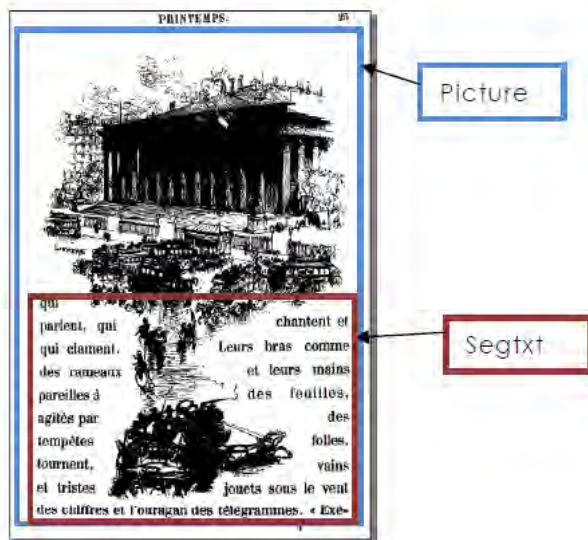 PRINTEMPS.
Picture
qui
parlent, qui chantent et
qui clament. Leurs bras comme
des rameaux et leurs mains
pareilles à des feuilles,
agités par des
tempêtes folles,
tournent, vains
et tristes jouets sous le vent
des chiffres et l'ouragan des télégrammes. « Exé-
Segtxt